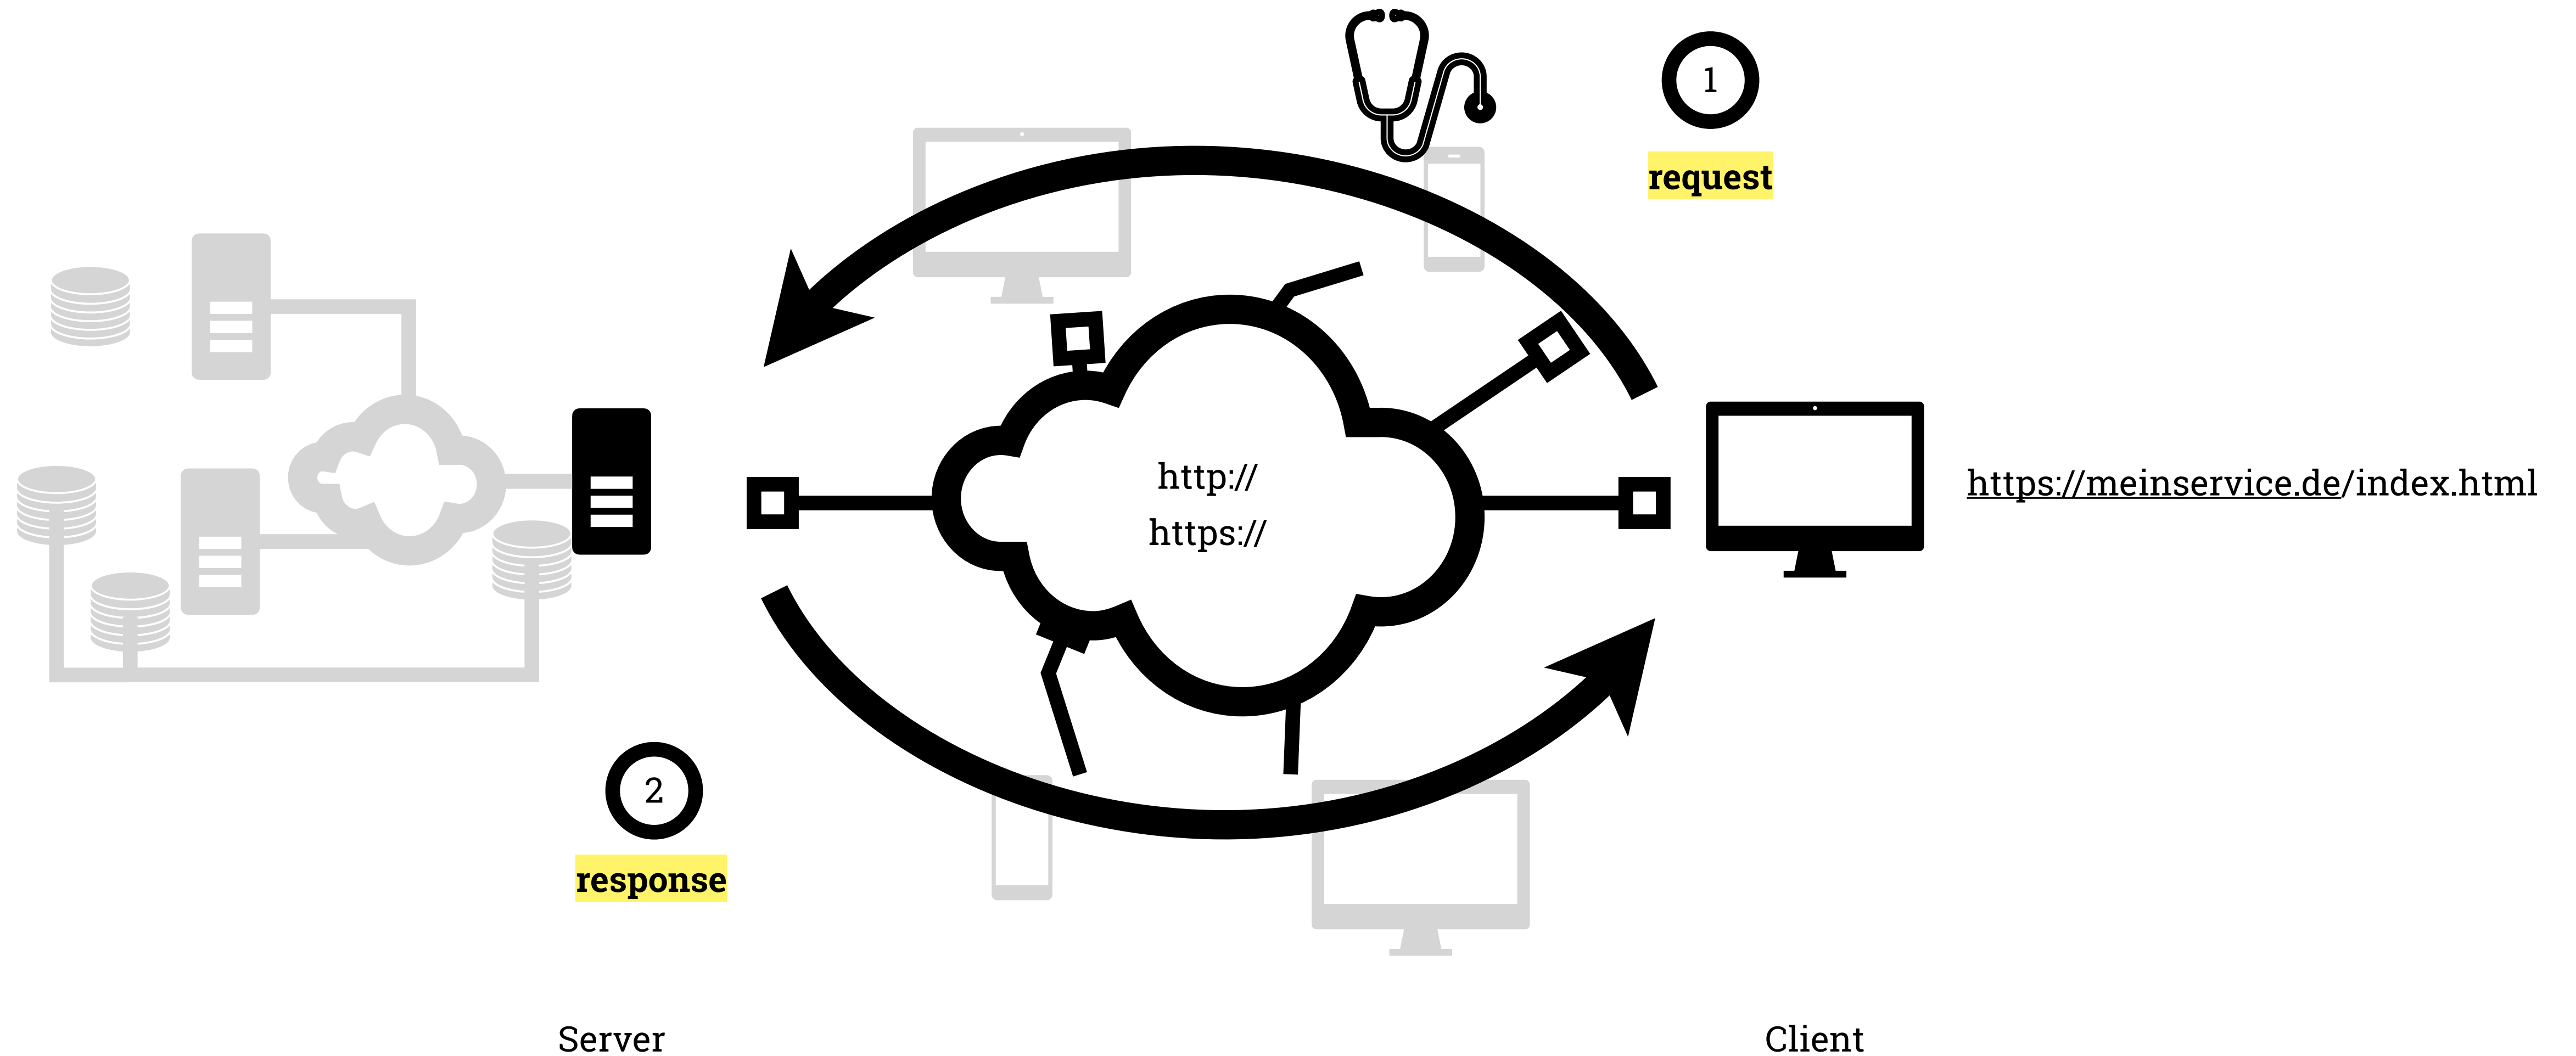 1
request
http://
https://
https://meinservice.de/index.html
2
response
Server
Client